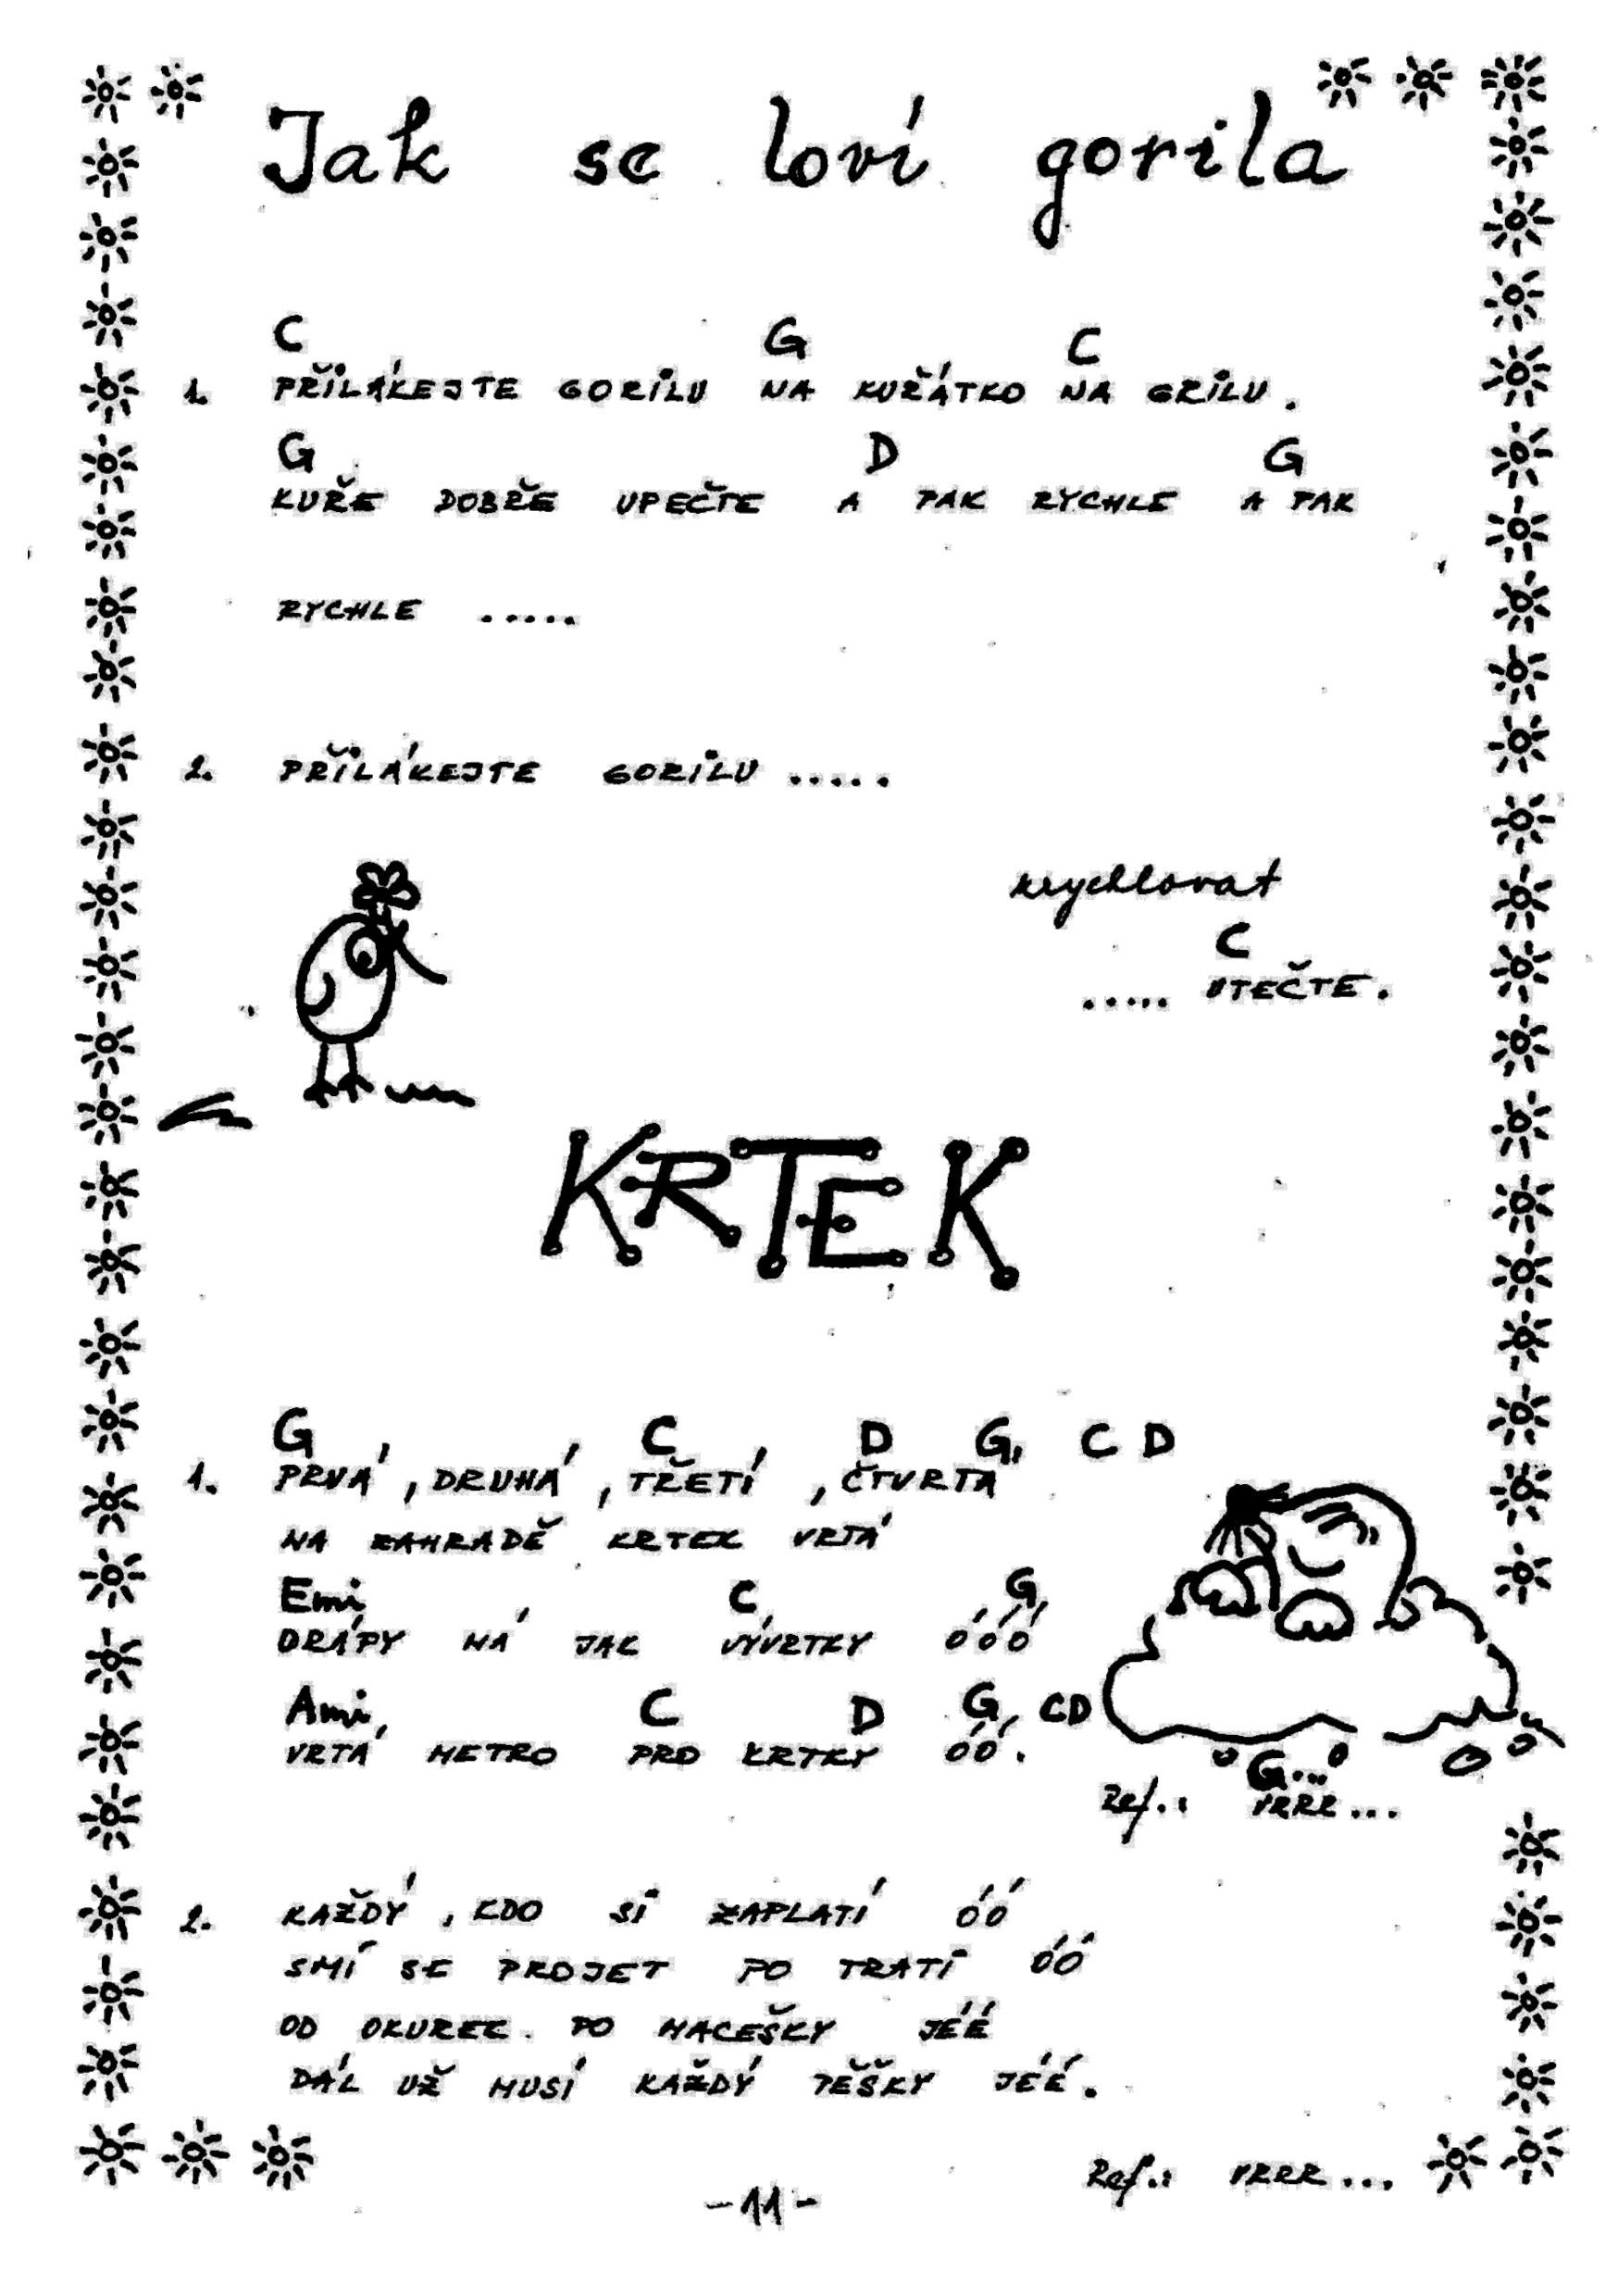 Jak se loví gorila
C G C
1. PŘILÁKEJTE GORILU NA KUŘÁTKO NA GRILU.
G D G
KUŘE DOBŘE UPEČTE A PAK RYCHLE A PAK
RYCHLE .....
2. PŘILÁKEJTE GORILU .....
C
..... UTEČTE.
KRTEK
G C D G, C D
1. PRVÁ, DRUHÁ, TŘETÍ, ČTVRTÁ
NA ZAHRADĚ KRTEK VRTÁ
Emi C G
DRÁPY MÁ JAK VÝVRTKY ÓÓÓ
Ami C D G CD
VRTÁ METRO PRO KRTKY ÓÓ.
G...
Ref.: VRRR...
2. KAŽDÝ, KDO SI ZAPLATÍ ÓÓ
SMÍ SE PROJET PO TRATI ÓÓ
OD OKUREK PO MACEŠKY JÉÉ
DÁL UŽ MUSÍ KAŽDÝ PĚŠKY JÉÉ.
Ref.: VRRR...
-11-